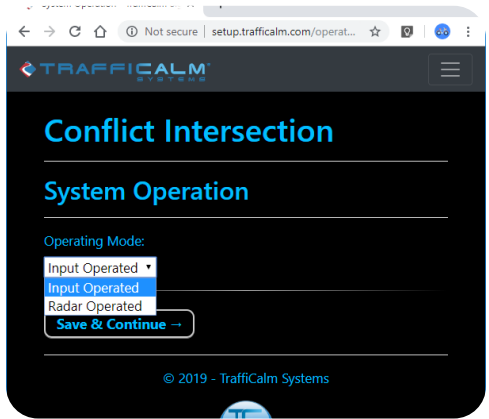 Not secure | setup.trafficalm.com/operat...
TRAFFICALM
SYSTEMS
Conflict Intersection
System Operation
Operating Mode:
Input Operated
Input Operated
Radar Operated
Save & Continue →
© 2019 - TraffiCalm Systems